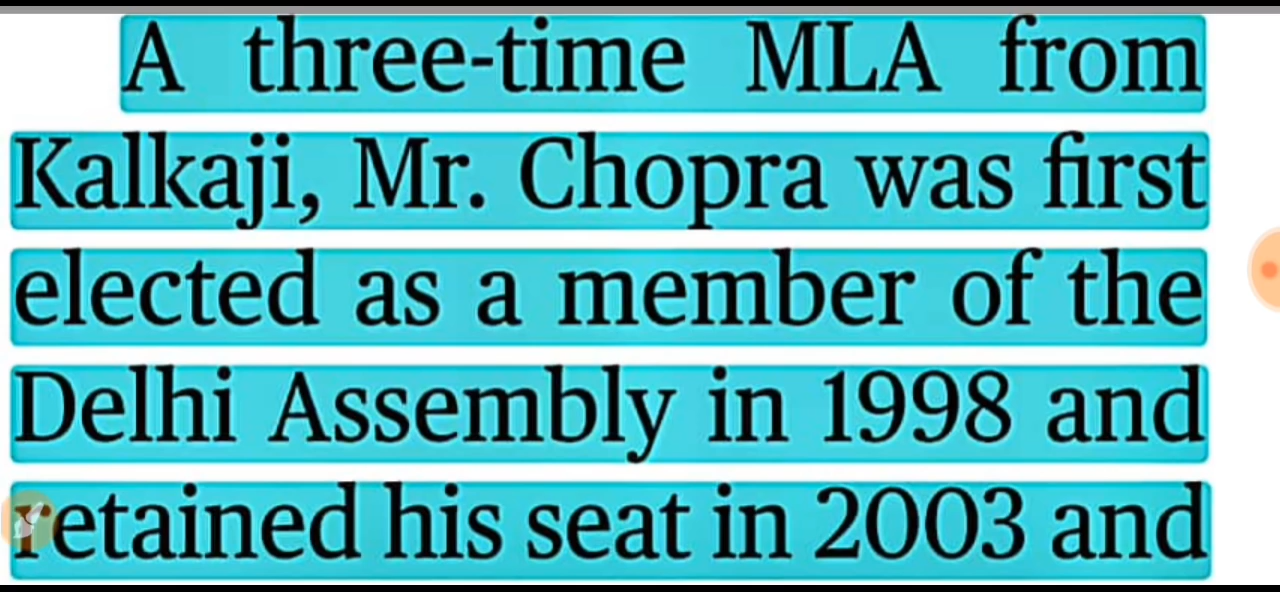 A three-time MLA from
Kalkaji, Mr. Chopra was first
elected as a member of the
Delhi Assembly in 1998 and
retained his seat in 2003 and